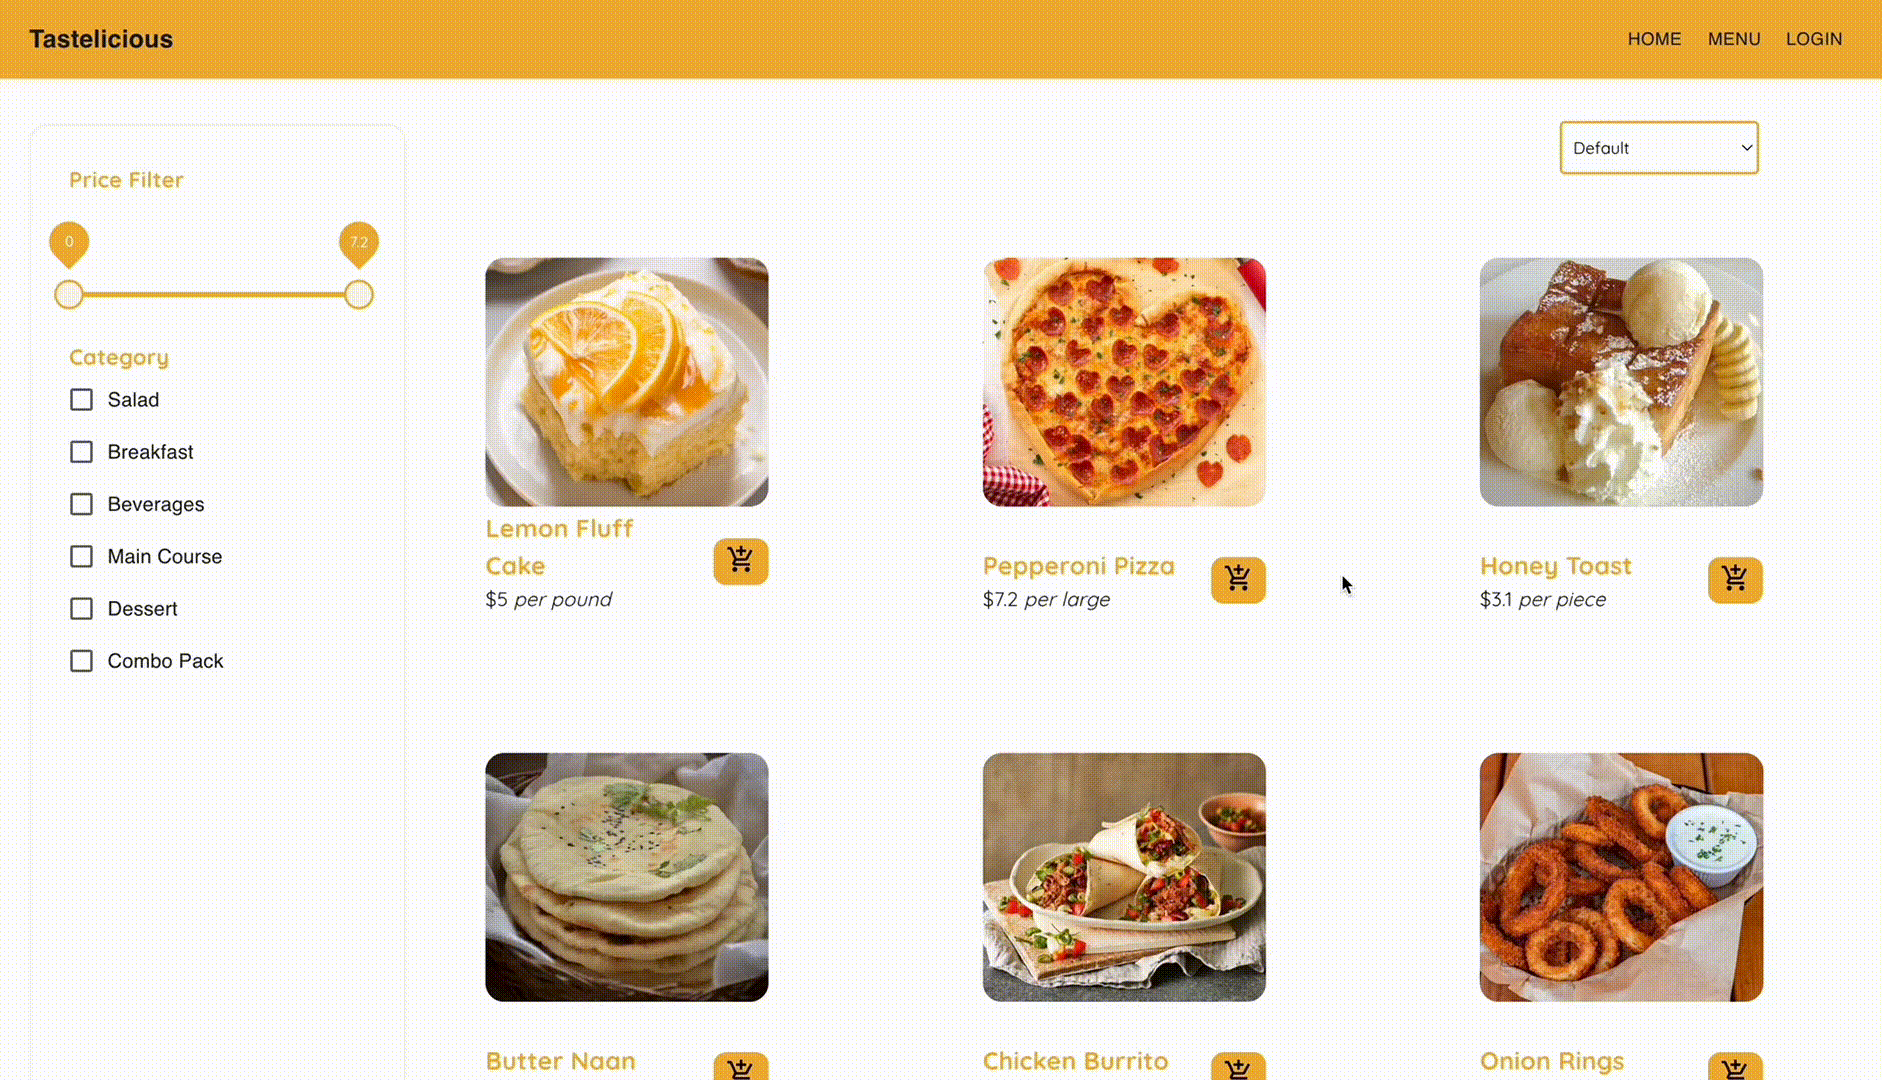 Tastelicious
HOME MENU LOGIN
Default
Price Filter
0
7.2
Category
Salad
Breakfast
Beverages
Main Course
Dessert
Combo Pack
Lemon Fluff
Cake
$5 per pound
Pepperoni Pizza
$7.2 per large
Honey Toast
$3.1 per piece
Butter Naan
Chicken Burrito
Onion Rings